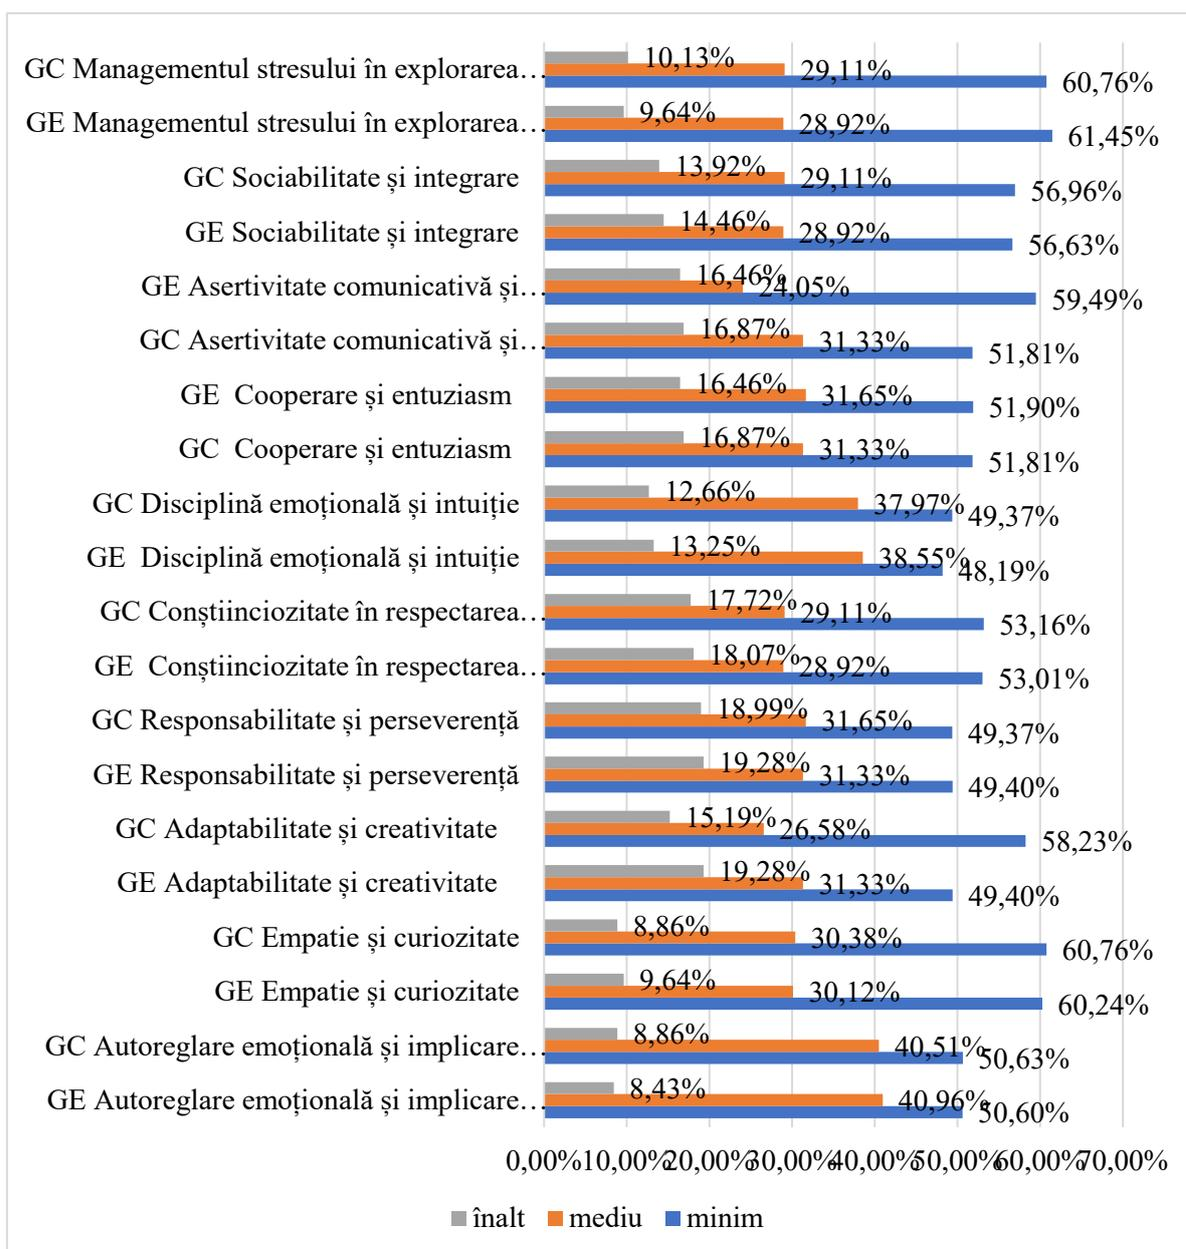 GC Managementul stresului în explorarea… 10,13% 29,11% 60,76%
GE Managementul stresului în explorarea… 9,64% 28,92% 61,45%
GC Sociabilitate și integrare 13,92% 29,11% 56,96%
GE Sociabilitate și integrare 14,46% 28,92% 56,63%
GE Asertivitate comunicativă și… 16,46% 24,05% 59,49%
GC Asertivitate comunicativă și… 16,87% 31,33% 51,81%
GE  Cooperare și entuziasm 16,46% 31,65% 51,90%
GC  Cooperare și entuziasm 16,87% 31,33% 51,81%
GC Disciplină emoțională și intuiție 12,66% 37,97% 49,37%
GE  Disciplină emoțională și intuiție 13,25% 38,55% 48,19%
GC Conștiinciozitate în respectarea… 17,72% 29,11% 53,16%
GE  Conștiinciozitate în respectarea… 18,07% 28,92% 53,01%
GC Responsabilitate și perseverență 18,99% 31,65% 49,37%
GE Responsabilitate și perseverență 19,28% 31,33% 49,40%
GC Adaptabilitate și creativitate 15,19% 26,58% 58,23%
GE Adaptabilitate și creativitate 19,28% 31,33% 49,40%
GC Empatie și curiozitate 8,86% 30,38% 60,76%
GE Empatie și curiozitate 9,64% 30,12% 60,24%
GC Autoreglare emoțională și implicare… 8,86% 40,51% 50,63%
GE Autoreglare emoțională și implicare… 8,43% 40,96% 50,60%
0,00% 10,00% 20,00% 30,00% 40,00% 50,00% 60,00% 70,00%
înalt mediu minim